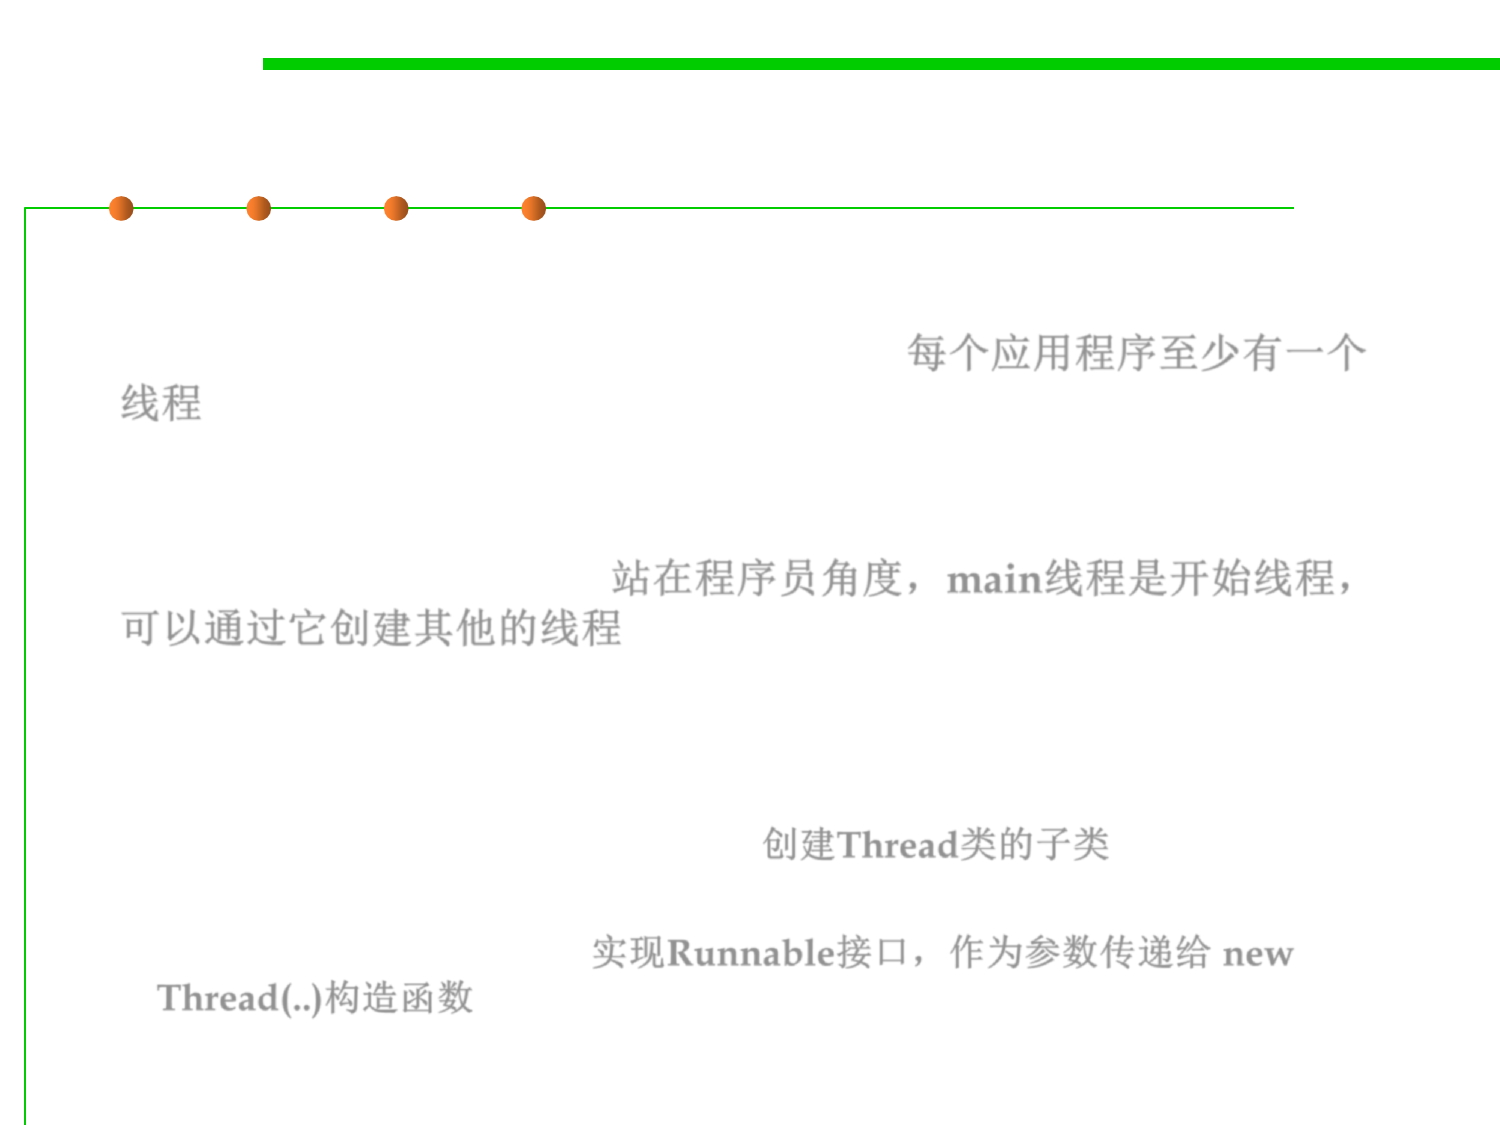 每个应用程序至少有一个
线程
站在程序员角度，main线程是开始线程，
可以通过它创建其他的线程
创建Thread类的子类
实现Runnable接口，作为参数传递给 new
Thread(..)构造函数